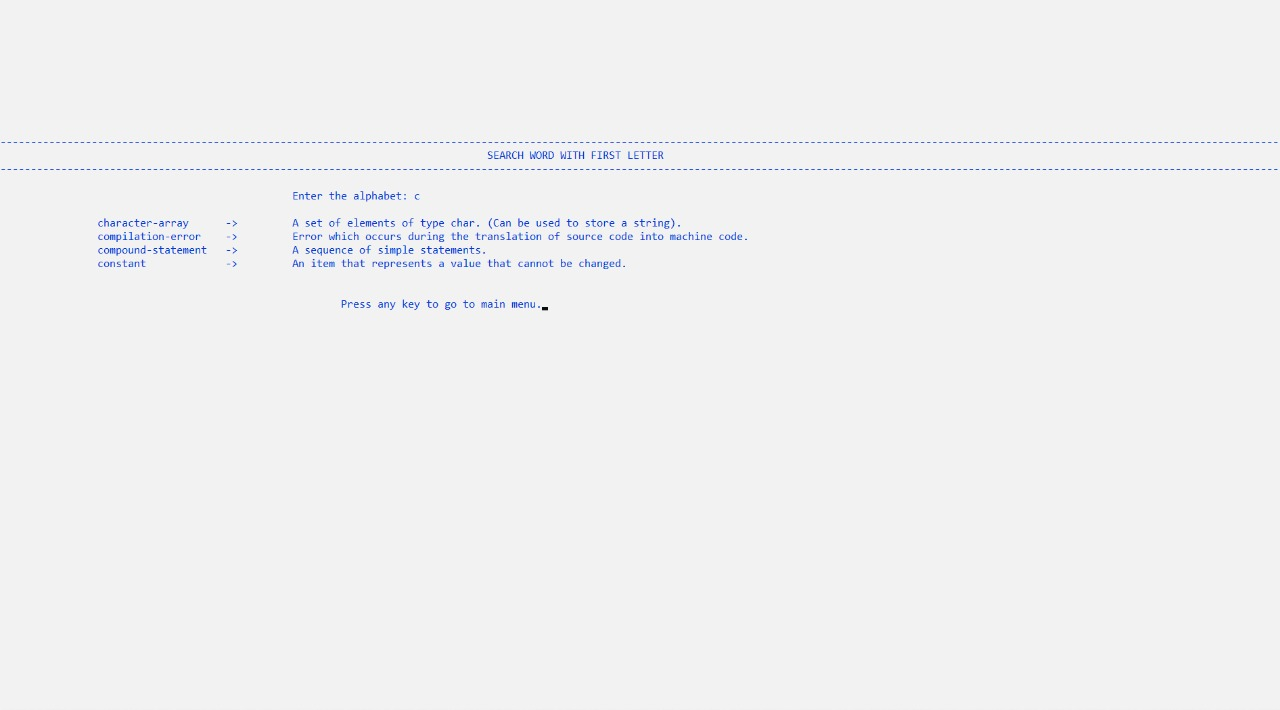 SEARCH WORD WITH FIRST LETTER
Enter the alphabet: c
character-array -> A set of elements of type char. (Can be used to store a string).
compilation-error -> Error which occurs during the translation of source code into machine code.
compound-statement -> A sequence of simple statements.
constant -> An item that represents a value that cannot be changed.
Press any key to go to main menu.